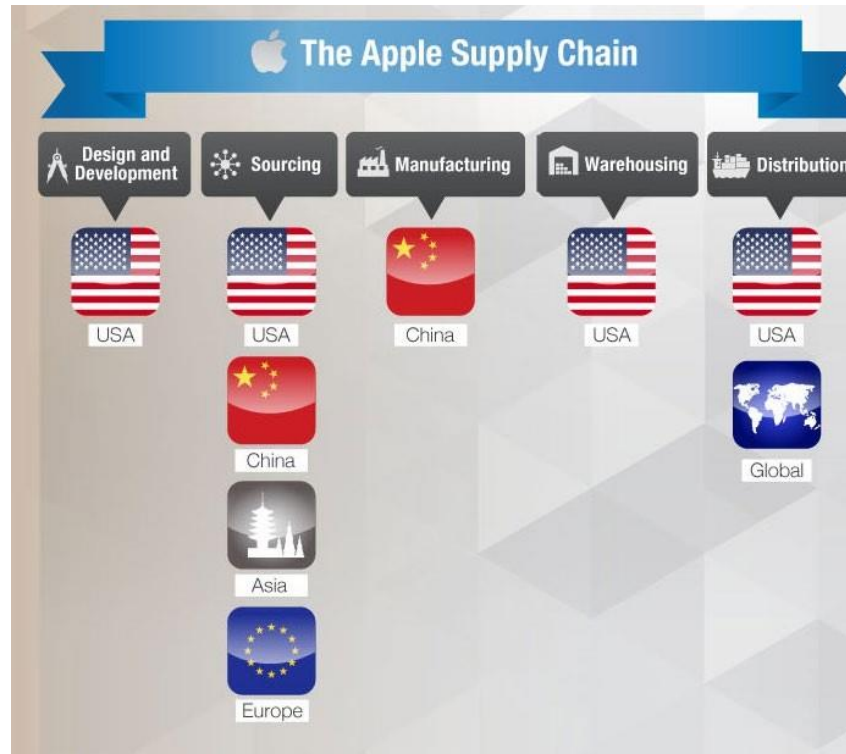 The Apple Supply Chain
Design and
Development
Sourcing
Manufacturing
Warehousing
Distribution
USA
USA
China
USA
USA
China
Global
Asia
Europe